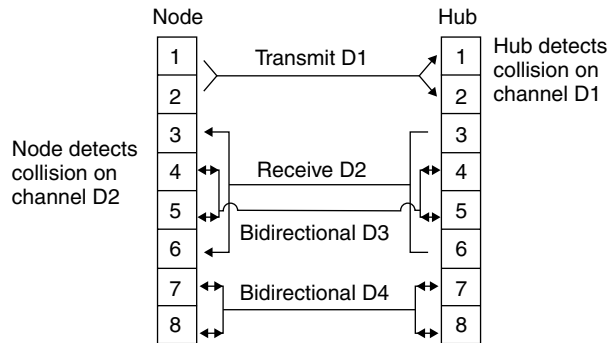 Node
Hub
1
2
3
4
5
6
7
8
Transmit D1
Receive D2
Bidirectional D3
Bidirectional D4
1
2
3
4
5
6
7
8
Hub detects
collision on
channel D1
Node detects
collision on
channel D2